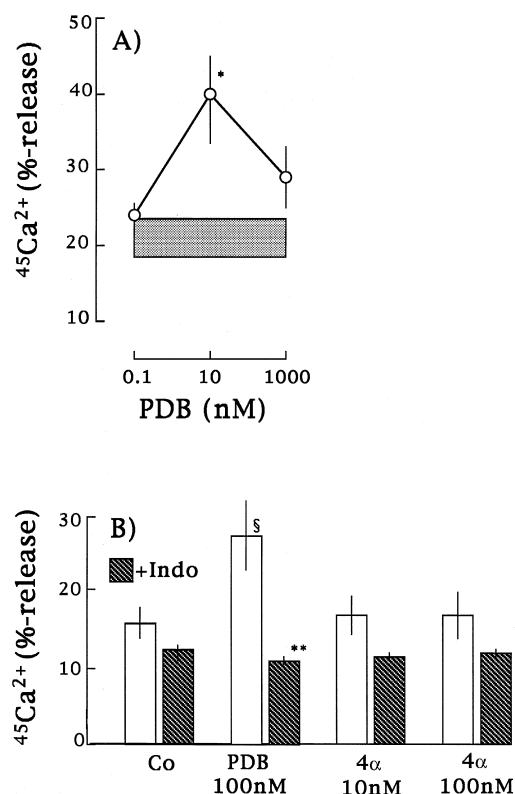 50
A)
*
40
30
20
10
45Ca2+ (%-release)
0.1 10 1000
PDB (nM)
30
B)
§
+Indo
20
**
10
0
45Ca2+ (%-release)
Co PDB 4α 4α
100nM 10nM 100nM